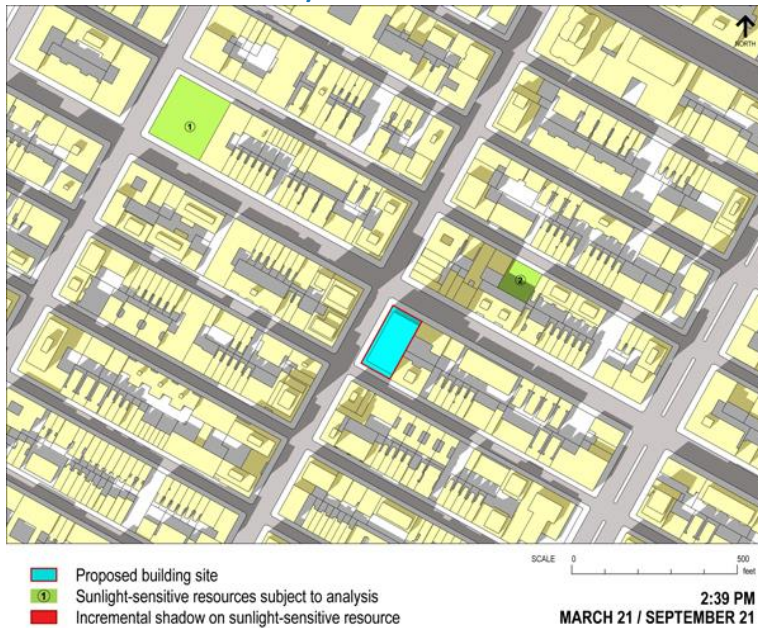 NORTH
①
②
Proposed building site
① Sunlight-sensitive resources subject to analysis
Incremental shadow on sunlight-sensitive resource
SCALE 0 500
feet
2:39 PM
MARCH 21 / SEPTEMBER 21